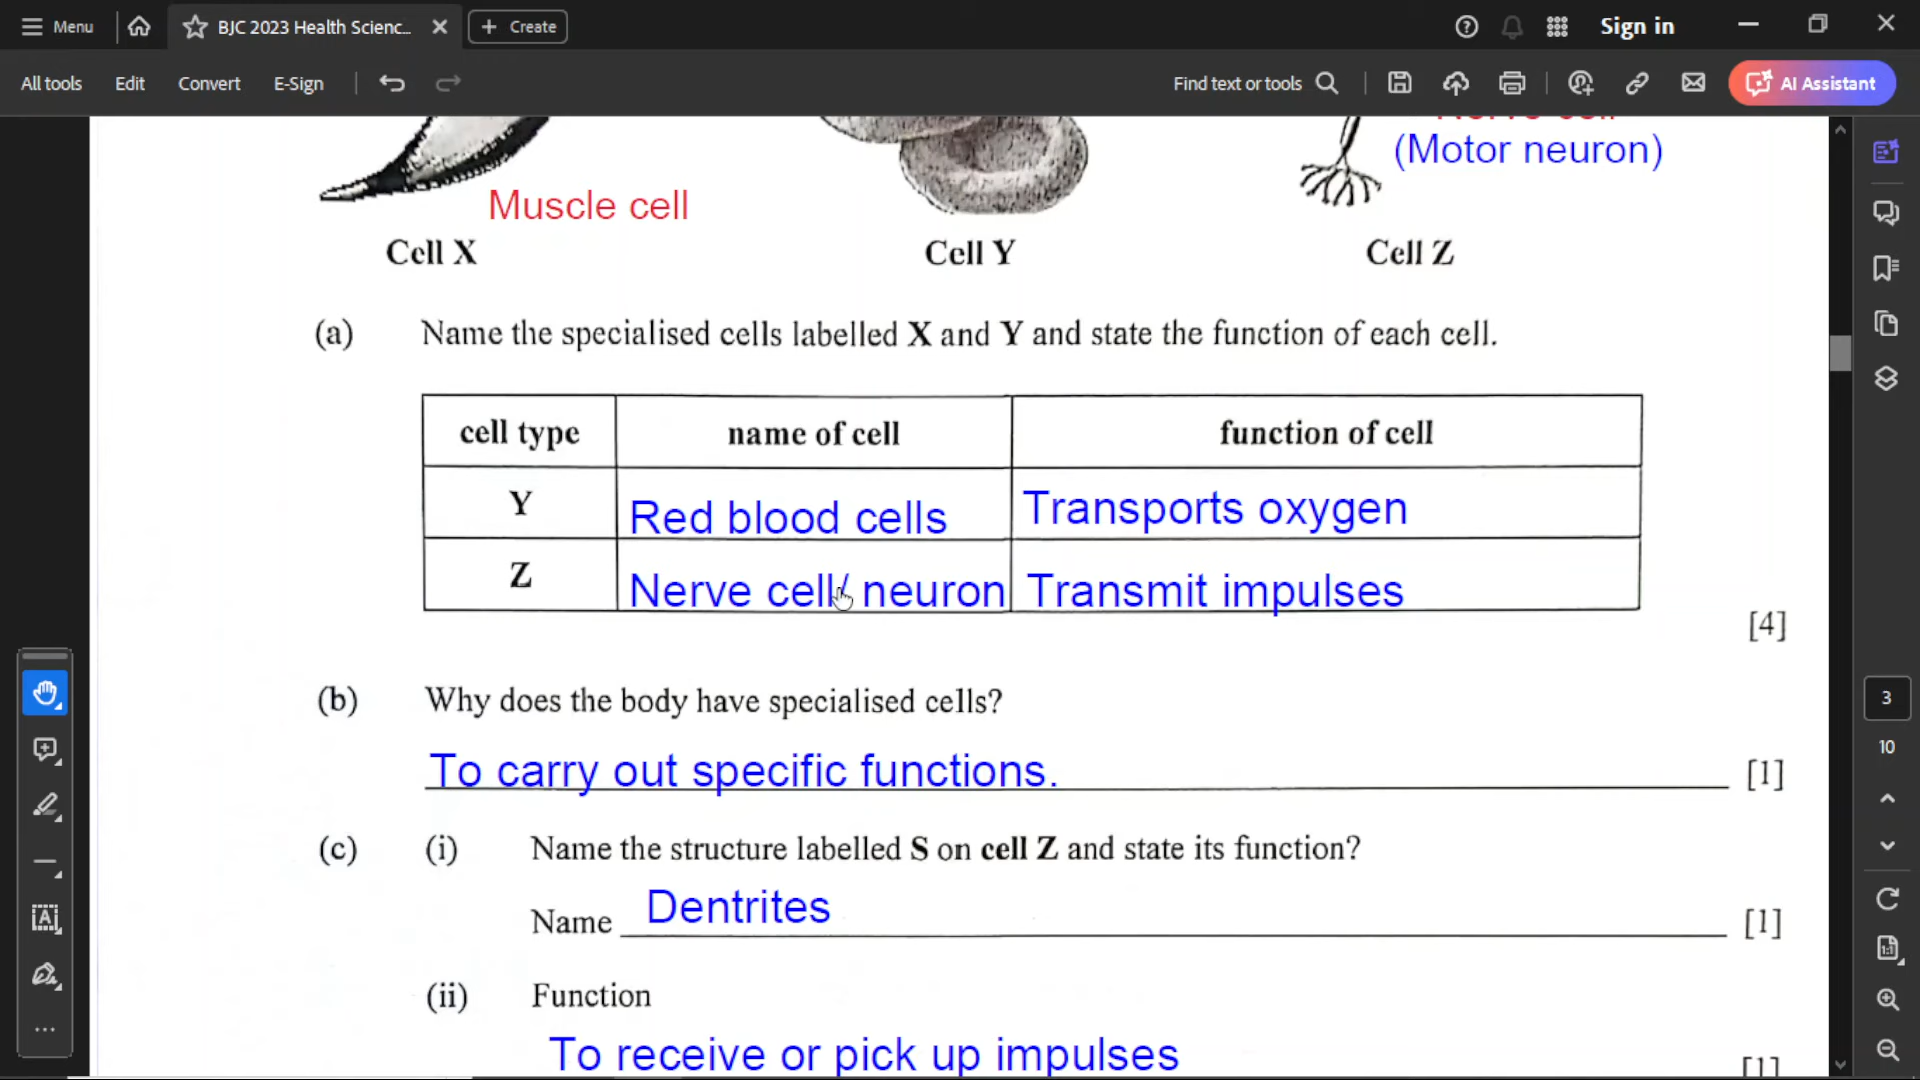 Menu
BJC 2023 Health Scienc...
Create
Sign in
All tools
Edit
Convert
E-Sign
Find text or tools
AI Assistant
(Motor neuron)
Muscle cell
Cell X
Cell Y
Cell Z
(a) Name the specialised cells labelled X and Y and state the function of each cell.
cell type name of cell function of cell
Y Red blood cells Transports oxygen
Z Nerve cell/ neuron Transmit impulses
[4]
(b) Why does the body have specialised cells?
To carry out specific functions. [1]
(c) (i) Name the structure labelled S on cell Z and state its function?
Name Dentrites [1]
(ii) Function
To receive or pick up impulses
[1]
3
10